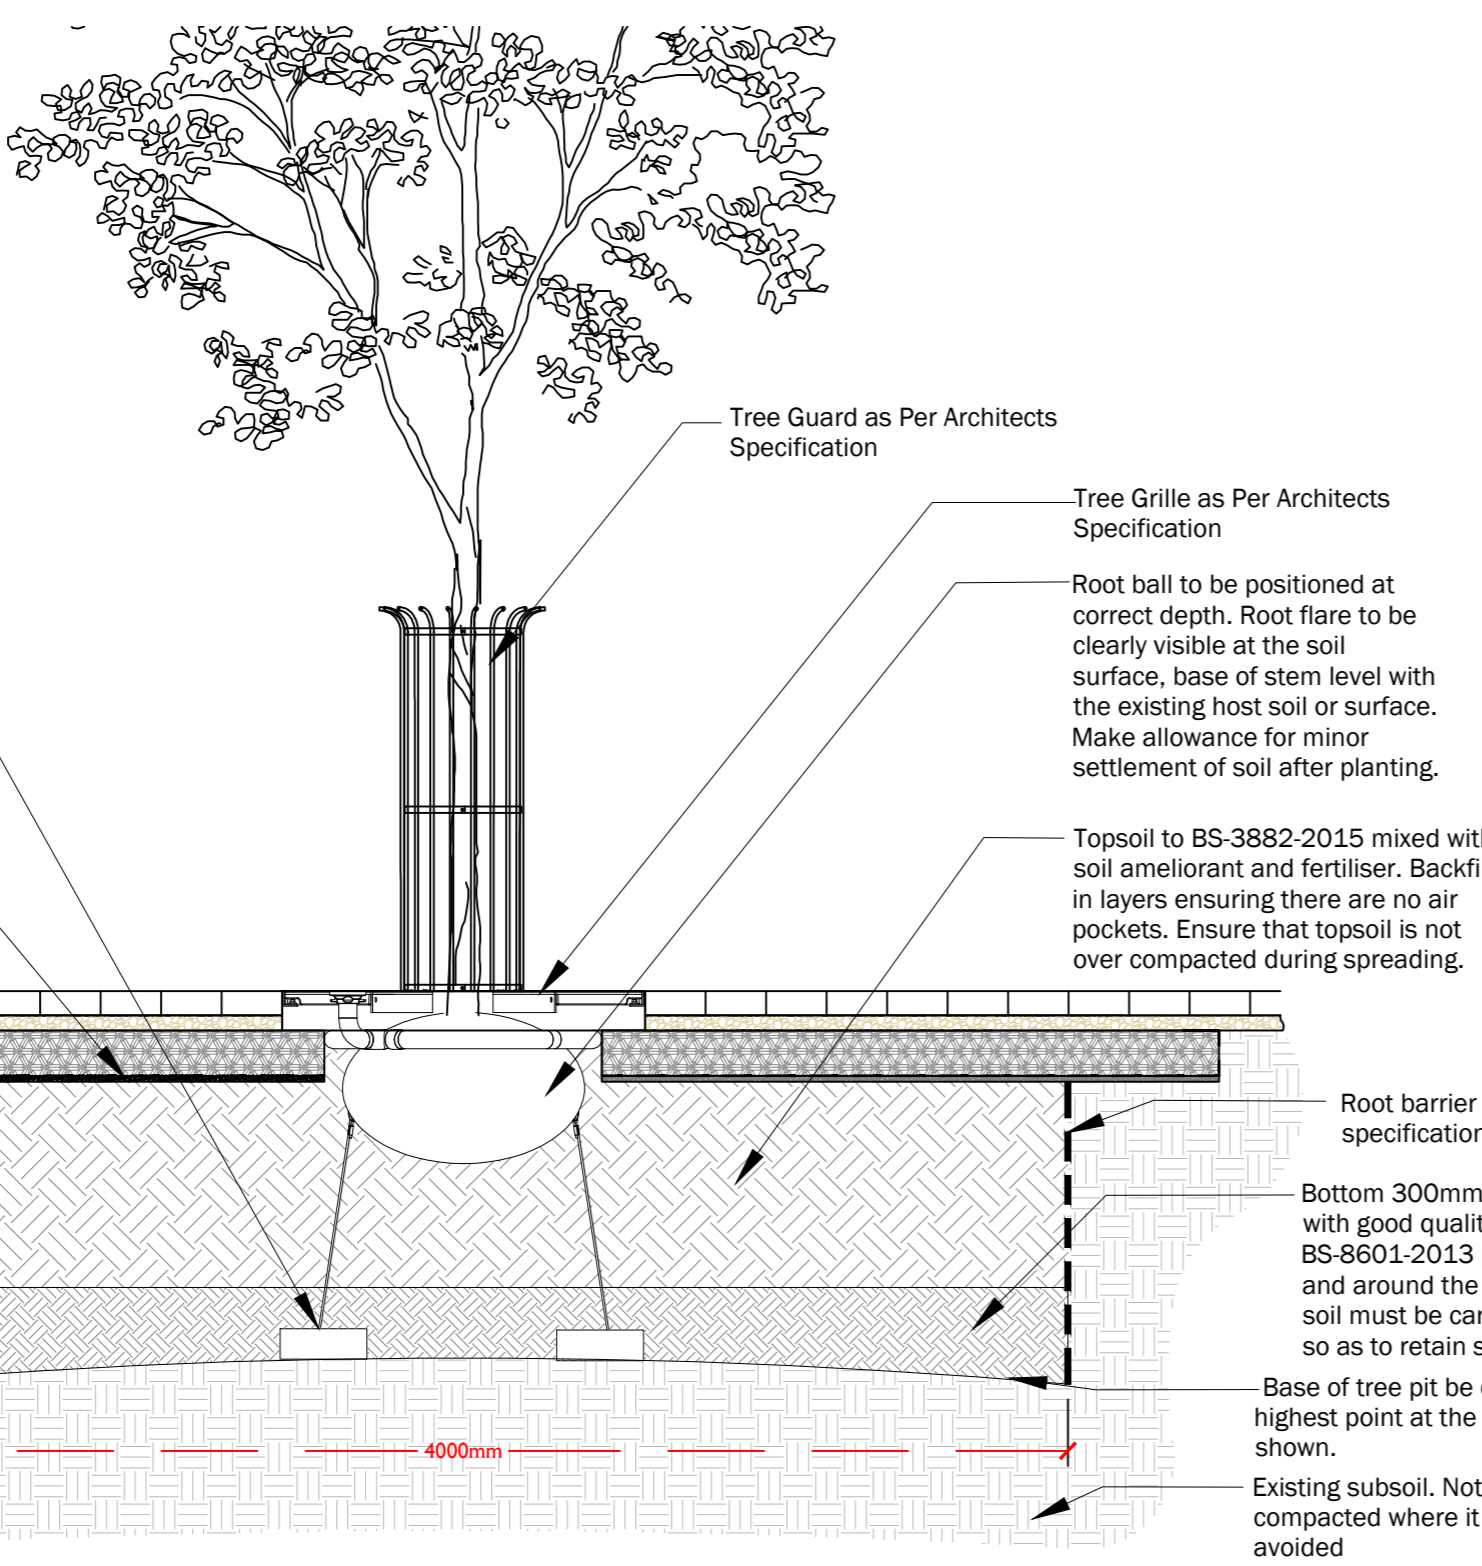 Tree Guard as Per Architects
Specification
Tree Grille as Per Architects
Specification
Root ball to be positioned at
correct depth. Root flare to be
clearly visible at the soil
surface, base of stem level with
the existing host soil or surface.
Make allowance for minor
settlement of soil after planting.
Topsoil to BS-3882-2015 mixed with
soil ameliorant and fertiliser. Backfi
in layers ensuring there are no air
pockets. Ensure that topsoil is not
over compacted during spreading.
Root barrier
specification
Bottom 300mm
with good qualit
BS-8601-2013
and around the
soil must be car
so as to retain s
Base of tree pit be
highest point at the
shown.
4000mm
Existing subsoil. Not
compacted where it
avoided